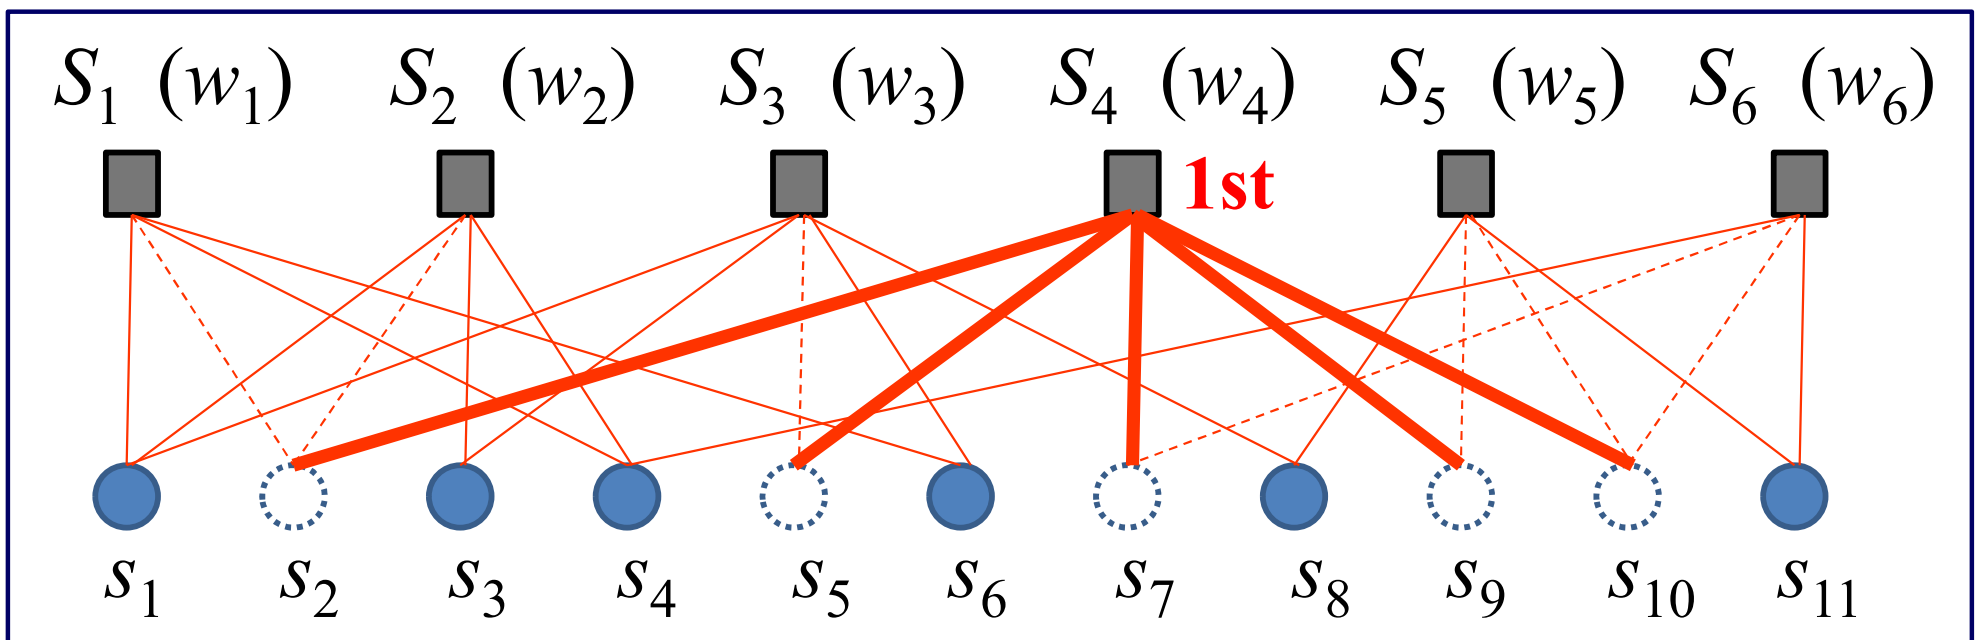 S1 (w1) S2 (w2) S3 (w3) S4 (w4) S5 (w5) S6 (w6)
1st
s1 s2 s3 s4 s5 s6 s7 s8 s9 s10 s11